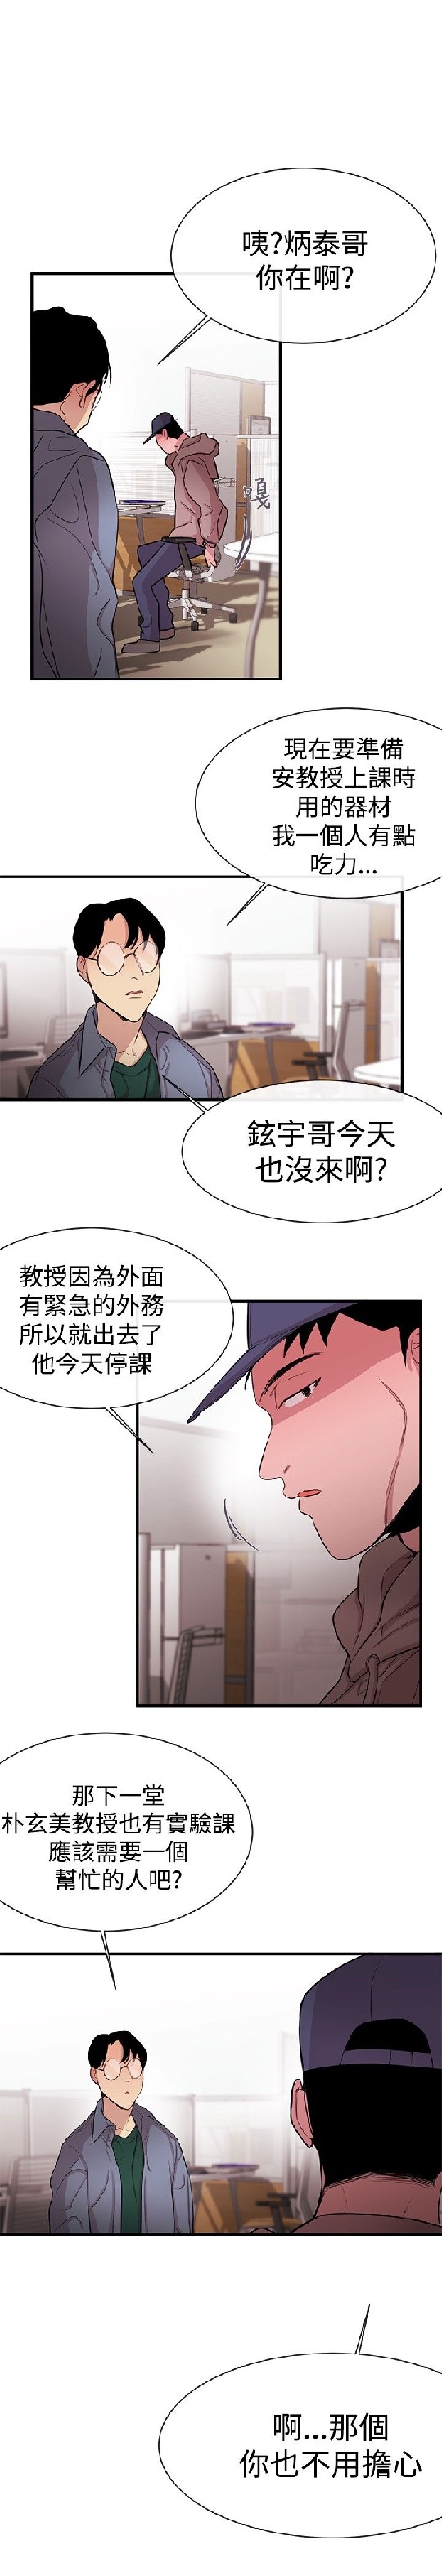 咦?炳泰哥
你在啊?
嘎
現在要準備
安教授上課時
用的器材
我一個人有點
吃力...
鉉宇哥今天
也沒來啊?
教授因為外面
有緊急的外務
所以就出去了
他今天停課
那下一堂
朴玄美教授也有實驗課
應該需要一個
幫忙的人吧?
啊...那個
你也不用擔心